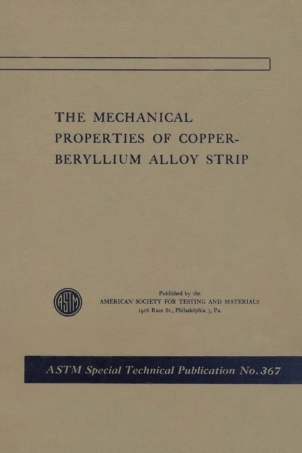 THE MECHANICAL
PROPERTIES OF COPPER-
BERYLLIUM ALLOY STRIP
ASTM
Published by the
AMERICAN SOCIETY FOR TESTING AND MATERIALS
1916 Race St., Philadelphia 3, Pa.
ASTM Special Technical Publication No. 367